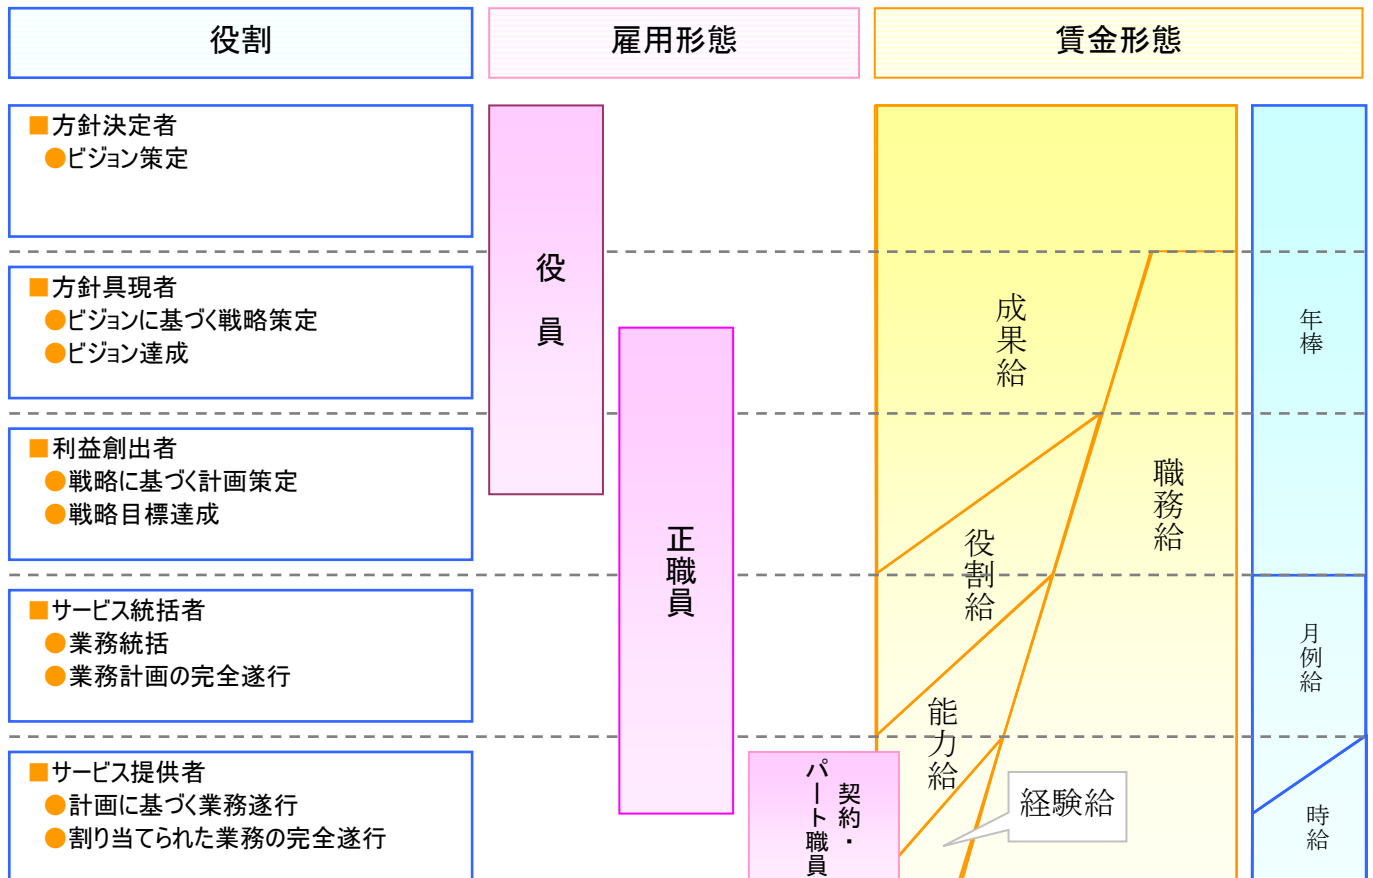 役割
雇用形態
賃金形態
■方針決定者
●ビジョン策定
■方針具現者
●ビジョンに基づく戦略策定
●ビジョン達成
■利益創出者
●戦略に基づく計画策定
●戦略目標達成
■サービス統括者
●業務統括
●業務計画の完全遂行
■サービス提供者
●計画に基づく業務遂行
●割り当てられた業務の完全遂行
役員
正職員
契約・
パート職員
成果給
職務給
役割給
能力給
経験給
年棒
月例給
時給